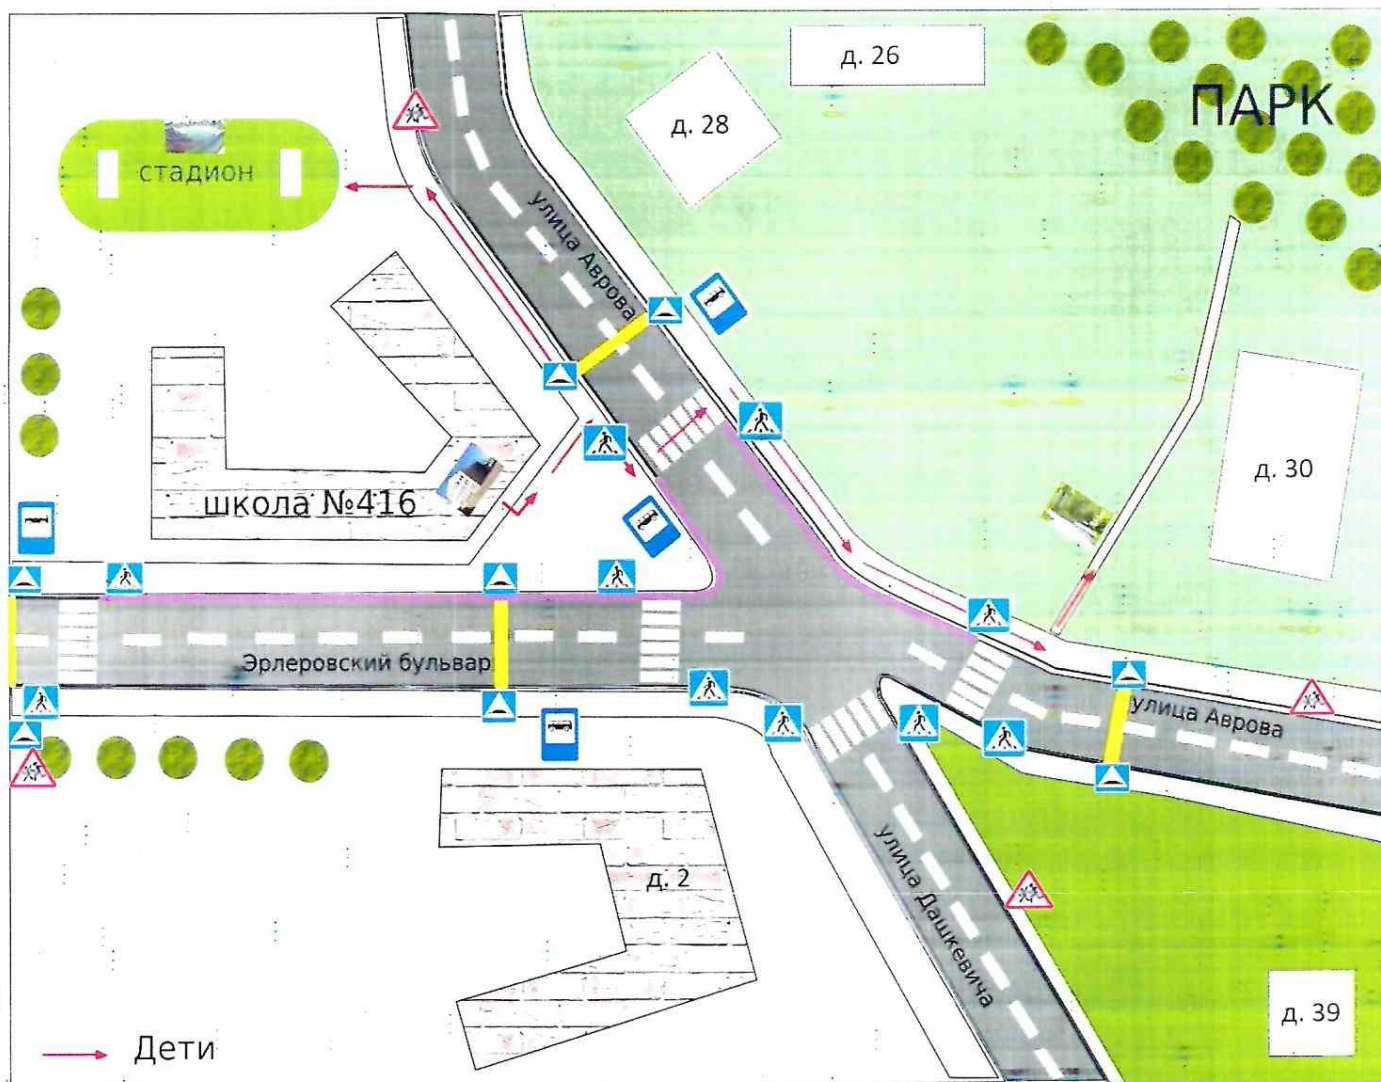 д. 26
ПАРК
д. 28
стадион
улица Аврова
д. 30
школа №416
Эрлеровский бульвар
улица Аврова
улица Дашкевича
д. 2
д. 39
Дети